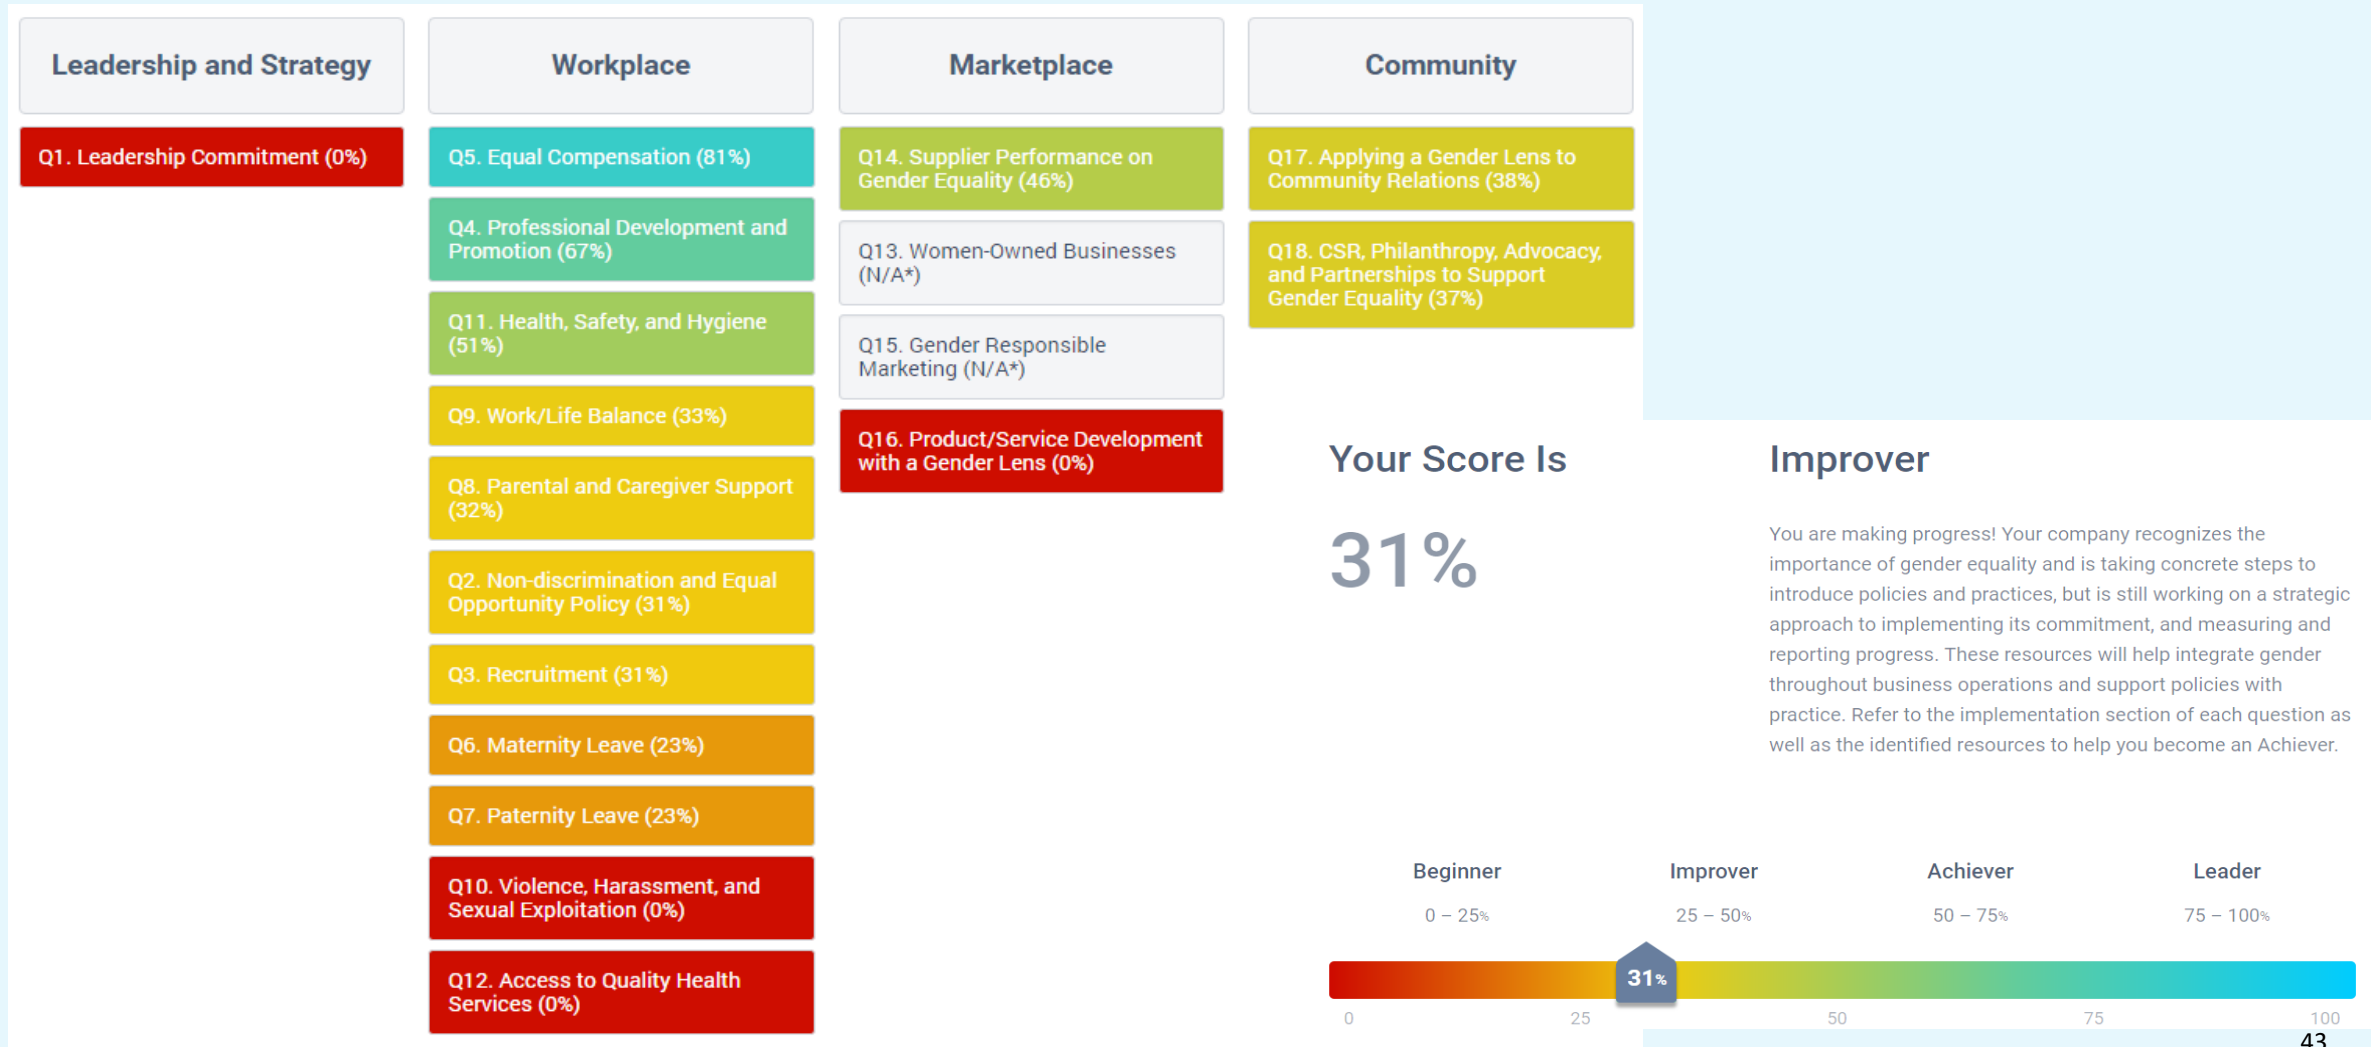 Leadership and Strategy
Q1. Leadership Commitment (0%)
Workplace
Q5. Equal Compensation (81%)
Q4. Professional Development and
Promotion (67%)
Q11. Health, Safety, and Hygiene
(51%)
Q9. Work/Life Balance (33%)
Q8. Parental and Caregiver Support
(32%)
Q2. Non-discrimination and Equal
Opportunity Policy (31%)
Q3. Recruitment (31%)
Q6. Maternity Leave (23%)
Q7. Paternity Leave (23%)
Q10. Violence, Harassment, and
Sexual Exploitation (0%)
Q12. Access to Quality Health
Services (0%)
Marketplace
Q14. Supplier Performance on
Gender Equality (46%)
Q13. Women-Owned Businesses
(N/A*)
Q15. Gender Responsible
Marketing (N/A*)
Q16. Product/Service Development
with a Gender Lens (0%)
Community
Q17. Applying a Gender Lens to
Community Relations (38%)
Q18. CSR, Philanthropy, Advocacy,
and Partnerships to Support
Gender Equality (37%)
Your Score Is
31%
Improver
You are making progress! Your company recognizes the
importance of gender equality and is taking concrete steps to
introduce policies and practices, but is still working on a strategic
approach to implementing its commitment, and measuring and
reporting progress. These resources will help integrate gender
throughout business operations and support policies with
practice. Refer to the implementation section of each question as
well as the identified resources to help you become an Achiever.
Beginner Improver Achiever Leader
0 – 25% 25 – 50% 50 – 75% 75 – 100%
31%
0 25 50 75 100
43